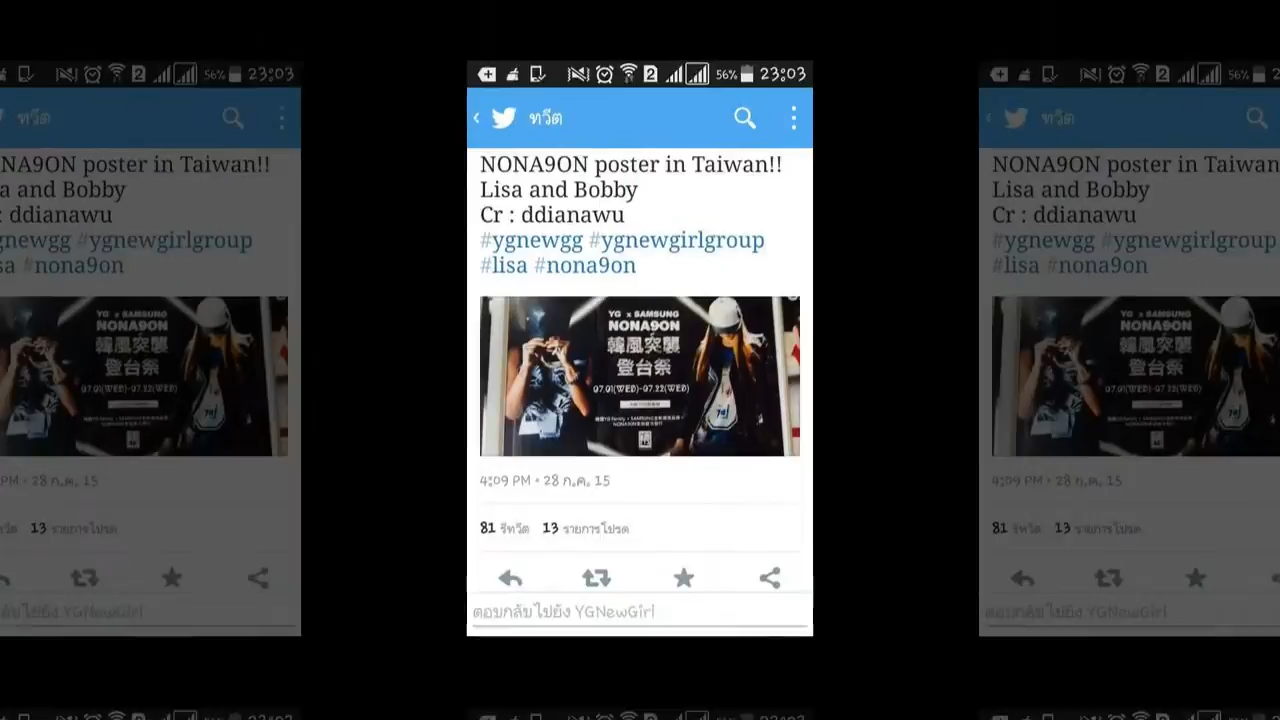 56% 23:03
ทวีต
NONA9ON poster in Taiwan!!
Lisa and Bobby
Cr : ddianawu
#ygnewgg #ygnewgirlgroup
#lisa #nona9on
YG x SAMSUNG
NONA9ON
韓風突襲
登台祭
07.01(WED)-07.22(WED)
4:09 PM • 28 ก.ค. 15
81 รีทวีต 13 รายการโปรด
ตอบกลับไปยัง YGNewGirl